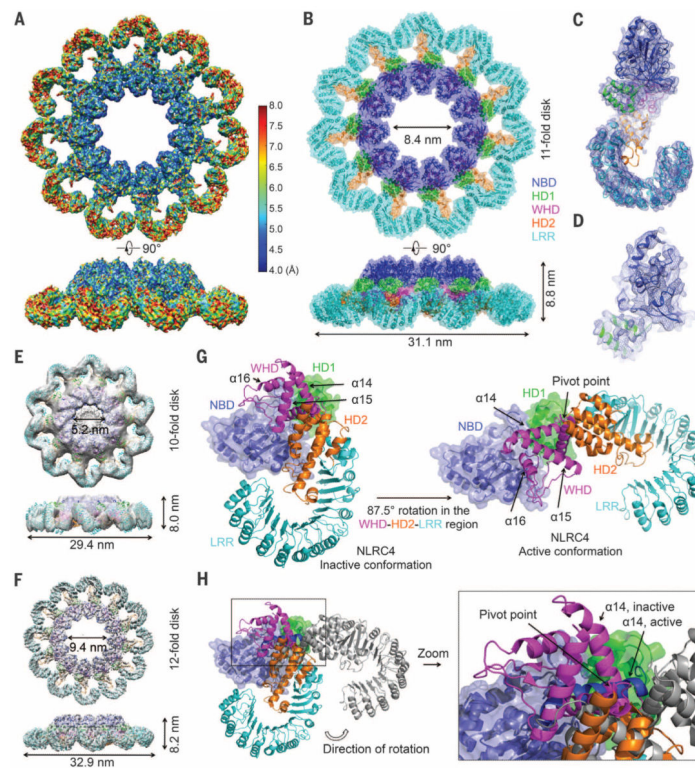 A
8.0
7.5
7.0
6.5
6.0
5.5
5.0
4.5
4.0 (Å)
90°
B
8.4 nm
11-fold disk
NBD
HD1
WHD
HD2
LRR
90°
8.8 nm
31.1 nm
C
D
E
5.2 nm
10-fold disk
8.0 nm
29.4 nm
F
9.4 nm
12-fold disk
8.2 nm
32.9 nm
G
WHD
HD1
α16
α14
α15
NBD
HD2
LRR
NLRC4
Inactive conformation
87.5° rotation in the
WHD-HD2-LRR region
HD1
Pivot point
α14
NBD
HD2
WHD
α16
α15
LRR
NLRC4
Active conformation
H
Direction of rotation
Zoom
Pivot point
α14, inactive
α14, active